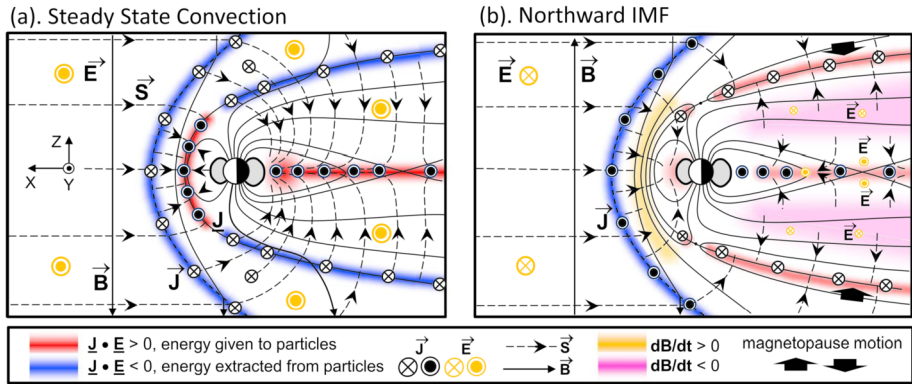 (a). Steady State Convection
(b). Northward IMF
E
S
Z
X
Y
J
B
J
E
B
E
E
J
E
E
J • E > 0, energy given to particles
J • E < 0, energy extracted from particles
J E
S
B
dB/dt > 0
dB/dt < 0
magnetopause motion